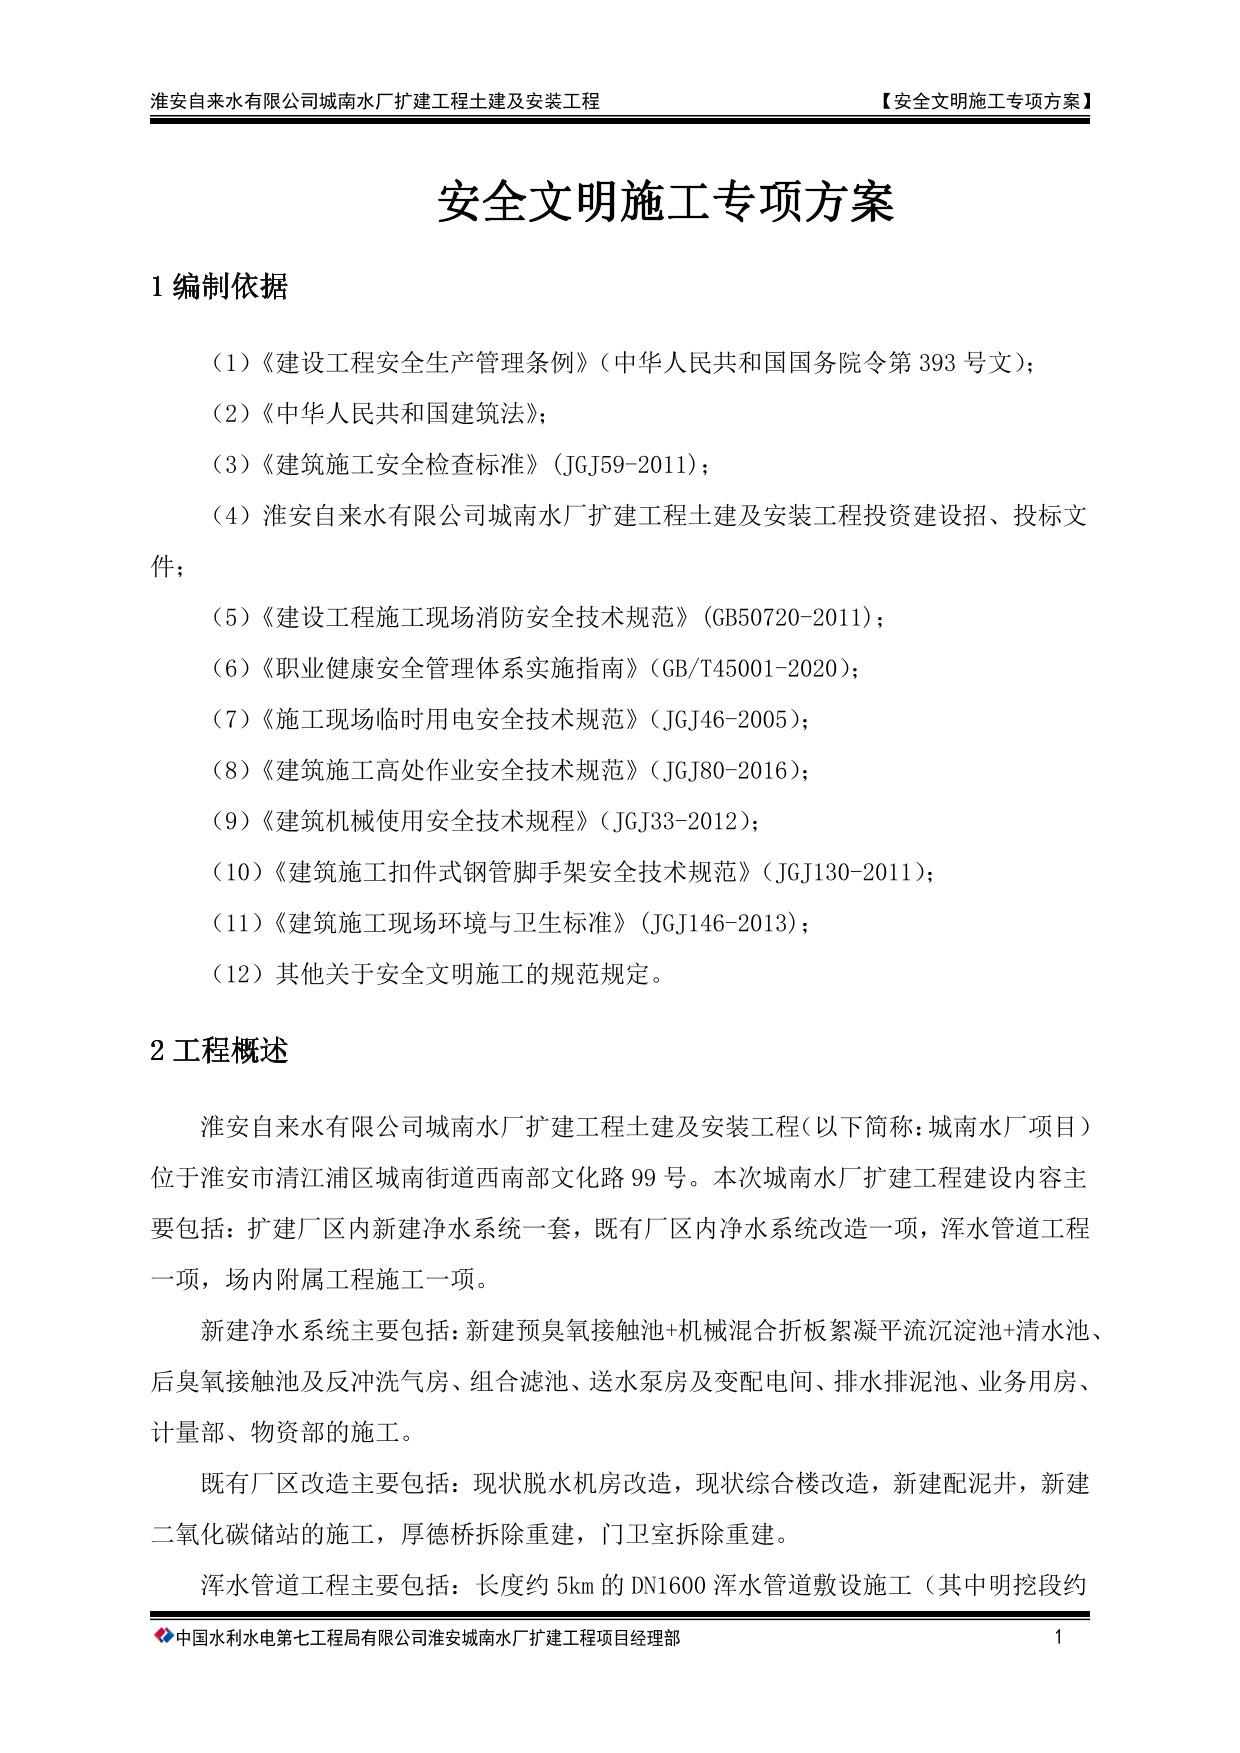 淮安自来水有限公司城南水厂扩建工程土建及安装工程 【安全文明施工专项方案】
安全文明施工专项方案
1 编制依据
（1）《建设工程安全生产管理条例》（中华人民共和国国务院令第 393 号文）；
（2）《中华人民共和国建筑法》；
（3）《建筑施工安全检查标准》（JGJ59-2011）；
（4）淮安自来水有限公司城南水厂扩建工程土建及安装工程投资建设招、投标文
件；
（5）《建设工程施工现场消防安全技术规范》（GB50720-2011）；
（6）《职业健康安全管理体系实施指南》（GB/T45001-2020）；
（7）《施工现场临时用电安全技术规范》（JGJ46-2005）；
（8）《建筑施工高处作业安全技术规范》（JGJ80-2016）；
（9）《建筑机械使用安全技术规程》（JGJ33-2012）；
（10）《建筑施工扣件式钢管脚手架安全技术规范》（JGJ130-2011）；
（11）《建筑施工现场环境与卫生标准》（JGJ146-2013）；
（12）其他关于安全文明施工的规范规定。
2 工程概述
淮安自来水有限公司城南水厂扩建工程土建及安装工程（以下简称：城南水厂项目）
位于淮安市清江浦区城南街道西南部文化路 99 号。本次城南水厂扩建工程建设内容主
要包括：扩建厂区内新建净水系统一套，既有厂区内净水系统改造一项，浑水管道工程
一项，场内附属工程施工一项。
新建净水系统主要包括：新建预臭氧接触池+机械混合折板絮凝平流沉淀池+清水池、
后臭氧接触池及反冲洗气房、组合滤池、送水泵房及变配电间、排水排泥池、业务用房、
计量部、物资部的施工。
既有厂区改造主要包括：现状脱水机房改造，现状综合楼改造，新建配泥井，新建
二氧化碳储站的施工，厚德桥拆除重建，门卫室拆除重建。
浑水管道工程主要包括：长度约 5km 的 DN1600 浑水管道敷设施工（其中明挖段约
中国水利水电第七工程局有限公司淮安城南水厂扩建工程项目经理部 1